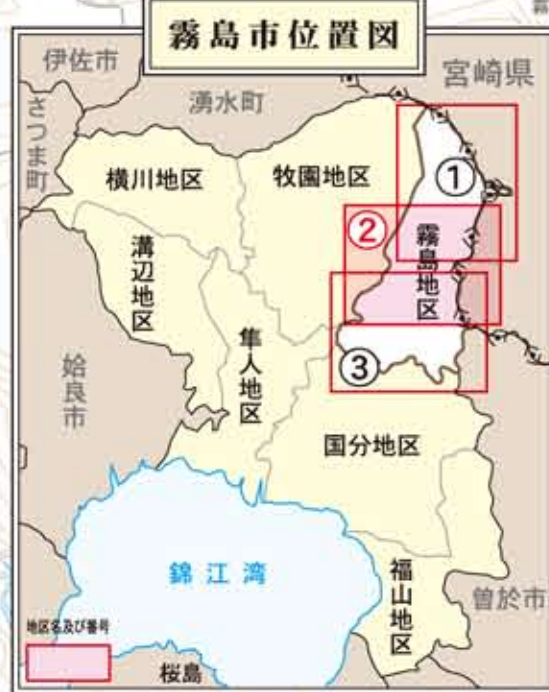 霧島市位置図
伊佐市
宮崎県
湧水町
さつま町
横川地区
牧園地区
①
②
霧島地区
溝辺地区
隼人地区
③
姶良市
国分地区
錦江湾
福山地区
曽於市
地区名及び番号
桜島